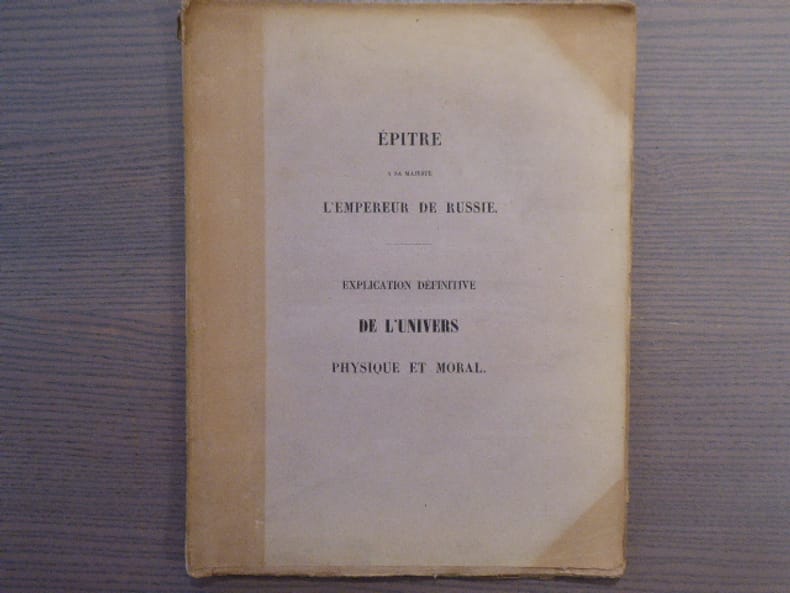 ÉPITRE
A SA MAJESTÉ
L'EMPEREUR DE RUSSIE.
EXPLICATION DÉFINITIVE
DE L'UNIVERS
PHYSIQUE ET MORAL.